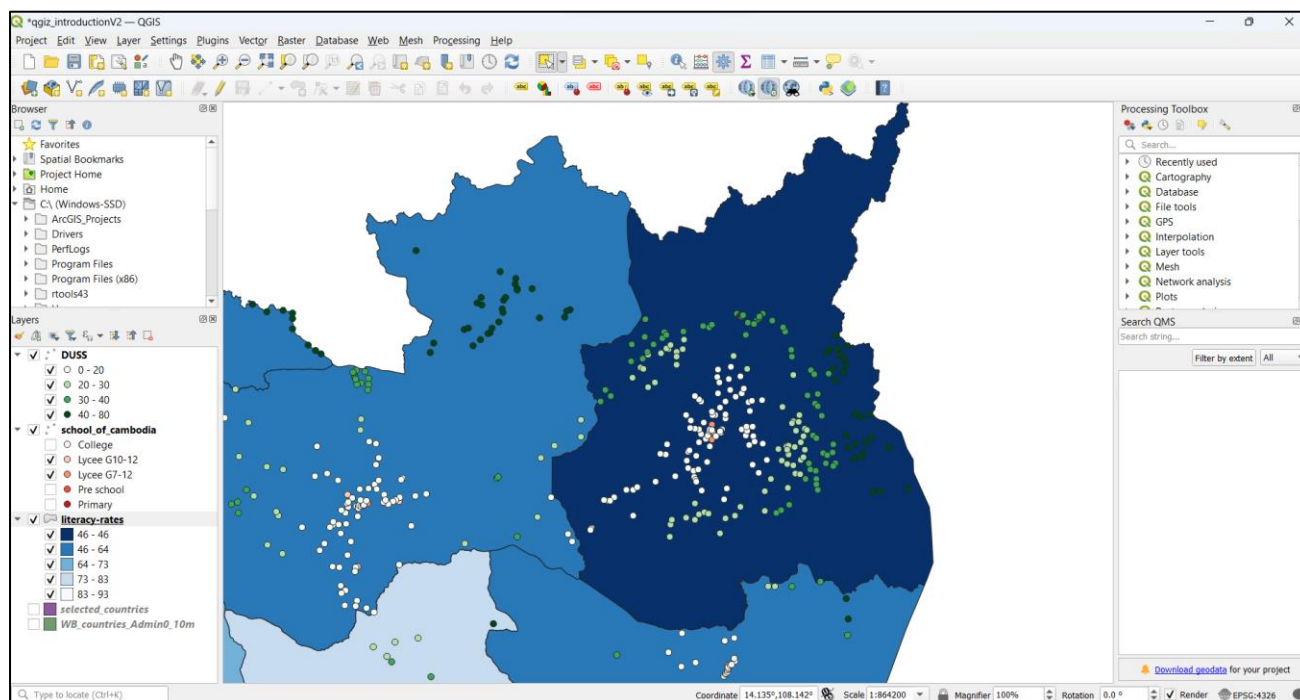 *qgiz_introductionV2 — QGIS
Project Edit View Layer Settings Plugins Vector Raster Database Web Mesh Processing Help
Browser
Favorites
Spatial Bookmarks
Project Home
Home
C:\ (Windows-SSD)
ArcGIS_Projects
Drivers
PerfLogs
Program Files
Program Files (x86)
rtools43
Layers
DUSS
0 - 20
20 - 30
30 - 40
40 - 80
school_of_cambodia
College
Lycee G10-12
Lycee G7-12
Pre school
Primary
literacy-rates
46 - 46
46 - 64
64 - 73
73 - 83
83 - 93
selected_countries
WB_countries_Admin0_10m
Processing Toolbox
Search...
Recently used
Cartography
Database
File tools
GPS
Interpolation
Layer tools
Mesh
Network analysis
Plots
Search QMS
Search string...
Filter by extent All
Download geodata for your project
Type to locate (Ctrl+K)
Coordinate 14.135°,108.142° Scale 1:864200 Magnifier 100% Rotation 0.0 ° Render EPSG:4326